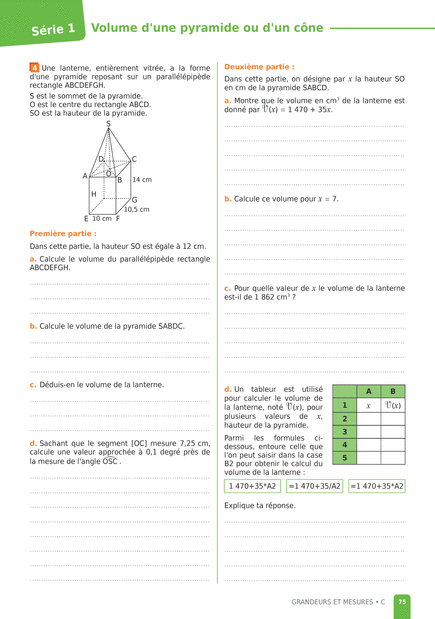 Série 1
Volume d'une pyramide ou d'un cône
4 Une lanterne, entièrement vitrée, a la forme
d'une pyramide reposant sur un parallélépipède
rectangle ABCDEFGH.
S est le sommet de la pyramide.
O est le centre du rectangle ABCD.
SO est la hauteur de la pyramide.
S
D
C
A
O
B
14 cm
H
G
10,5 cm
E 10 cm F
Première partie :
Dans cette partie, la hauteur SO est égale à 12 cm.
a. Calcule le volume du parallélépipède rectangle
ABCDEFGH.
b. Calcule le volume de la pyramide SABDC.
c. Déduis-en le volume de la lanterne.
d. Sachant que le segment [OC] mesure 7,25 cm,
calcule une valeur approchée à 0,1 degré près de
la mesure de l'angle OSC .
Deuxième partie :
Dans cette partie, on désigne par x la hauteur SO
en cm de la pyramide SABCD.
a. Montre que le volume en cm³ de la lanterne est
donné par 𝒱(x) = 1 470 + 35x.
b. Calcule ce volume pour x = 7.
c. Pour quelle valeur de x le volume de la lanterne
est-il de 1 862 cm³ ?
d. Un tableur est utilisé
pour calculer le volume de
la lanterne, noté 𝒱(x), pour
plusieurs valeurs de x,
hauteur de la pyramide.
Parmi les formules ci-
dessous, entoure celle que
l'on peut saisir dans la case
B2 pour obtenir le calcul du
volume de la lanterne :
A B
1 x 𝒱(x)
2
3
4
5
1 470+35*A2 =1 470+35/A2 =1 470+35*A2
Explique ta réponse.
GRANDEURS ET MESURES • C 75